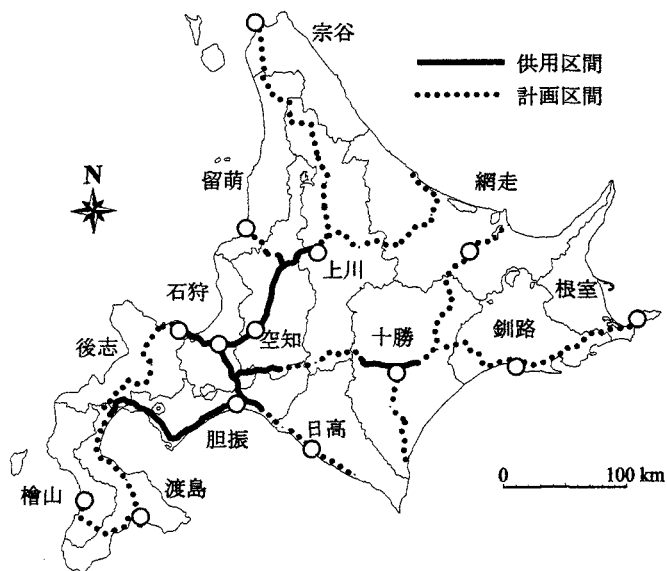 宗谷
供用区間
計画区間
留萌
網走
N
上川
石狩
根室
空知
十勝
釧路
後志
胆振
日高
0 100 km
檜山
渡島